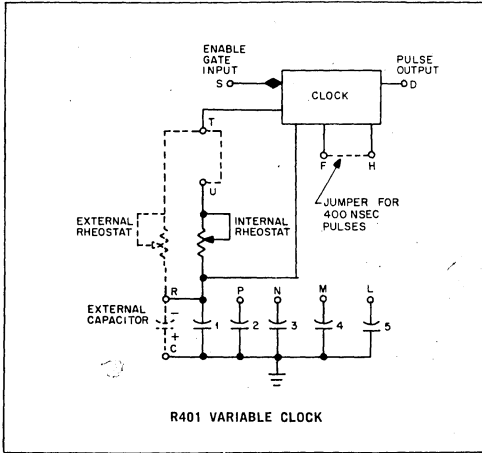 ENABLE
GATE
INPUT
S
PULSE
OUTPUT
D
CLOCK
T
F
H
U
JUMPER FOR
400 NSEC
PULSES
EXTERNAL
RHEOSTAT
INTERNAL
RHEOSTAT
R
P
N
M
L
EXTERNAL
CAPACITOR
−
+
C
1
2
3
4
5
R401 VARIABLE CLOCK